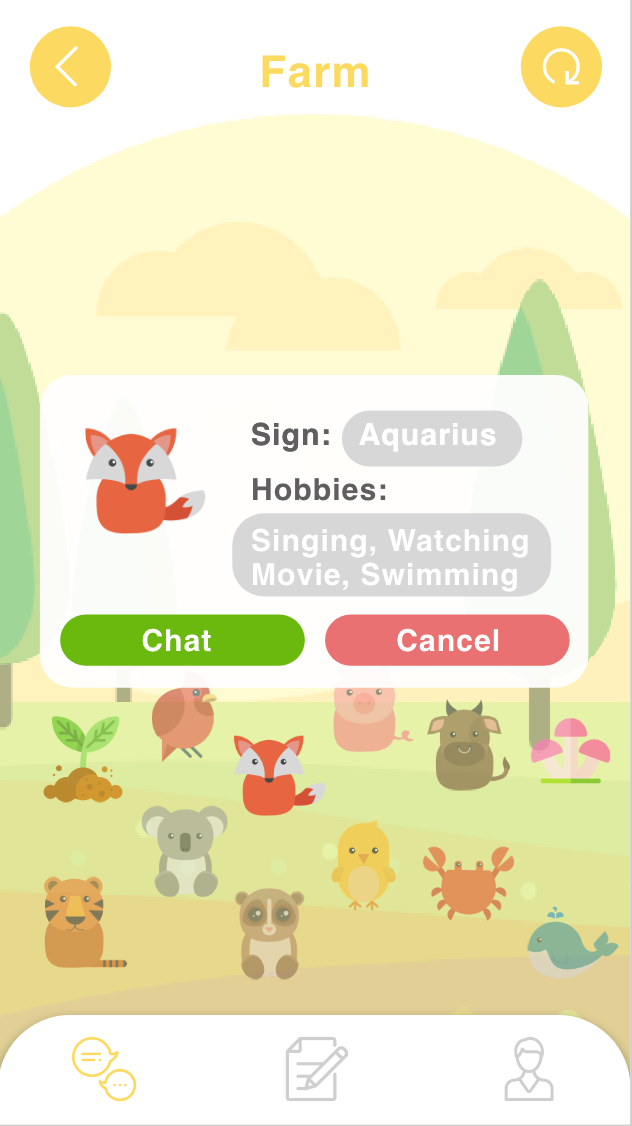 Farm
Sign: Aquarius
Hobbies:
Singing, Watching
Movie, Swimming
Chat
Cancel